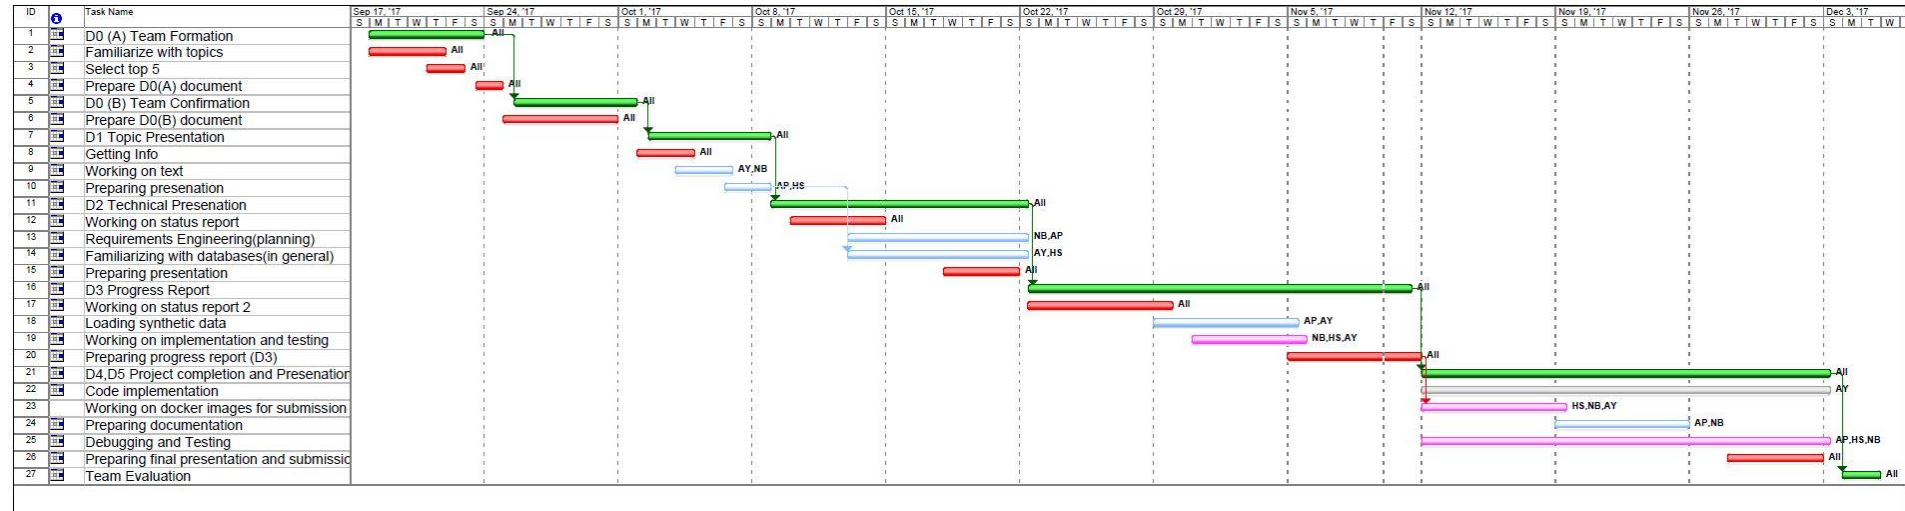 ID Task Name Sep 17, '17 Sep 24, '17 Oct 1, '17 Oct 8, '17 Oct 15, '17 Oct 22, '17 Oct 29, '17 Nov 5, '17 Nov 12, '17 Nov 19, '17 Nov 26, '17 Dec 3, '17
S M T W T F S S M T W T F S S M T W T F S S M T W T F S S M T W T F S S M T W T F S S M T W T F S S M T W T F S S M T W T F S S M T W T F S S M T W T F S S M T W
1 D0 (A) Team Formation All
2 Familiarize with topics All
3 Select top 5 All
4 Prepare D0(A) document All
5 D0 (B) Team Confirmation All
6 Prepare D0(B) document All
7 D1 Topic Presentation All
8 Getting Info All
9 Working on text AY,NB
10 Preparing presenation AP,HS
11 D2 Technical Presenation All
12 Working on status report All
13 Requirements Engineering(planning) NB,AP
14 Familiarizing with databases(in general) AY,HS
15 Preparing presentation All
16 D3 Progress Report All
17 Working on status report 2 All
18 Loading synthetic data AP,AY
19 Working on implementation and testing NB,HS,AY
20 Preparing progress report (D3) All
21 D4,D5 Project completion and Presenation All
22 Code implementation AY
23 Working on docker images for submission HS,NB,AY
24 Preparing documentation AP,NB
25 Debugging and Testing AP,HS,NB
26 Preparing final presentation and submissic All
27 Team Evaluation All